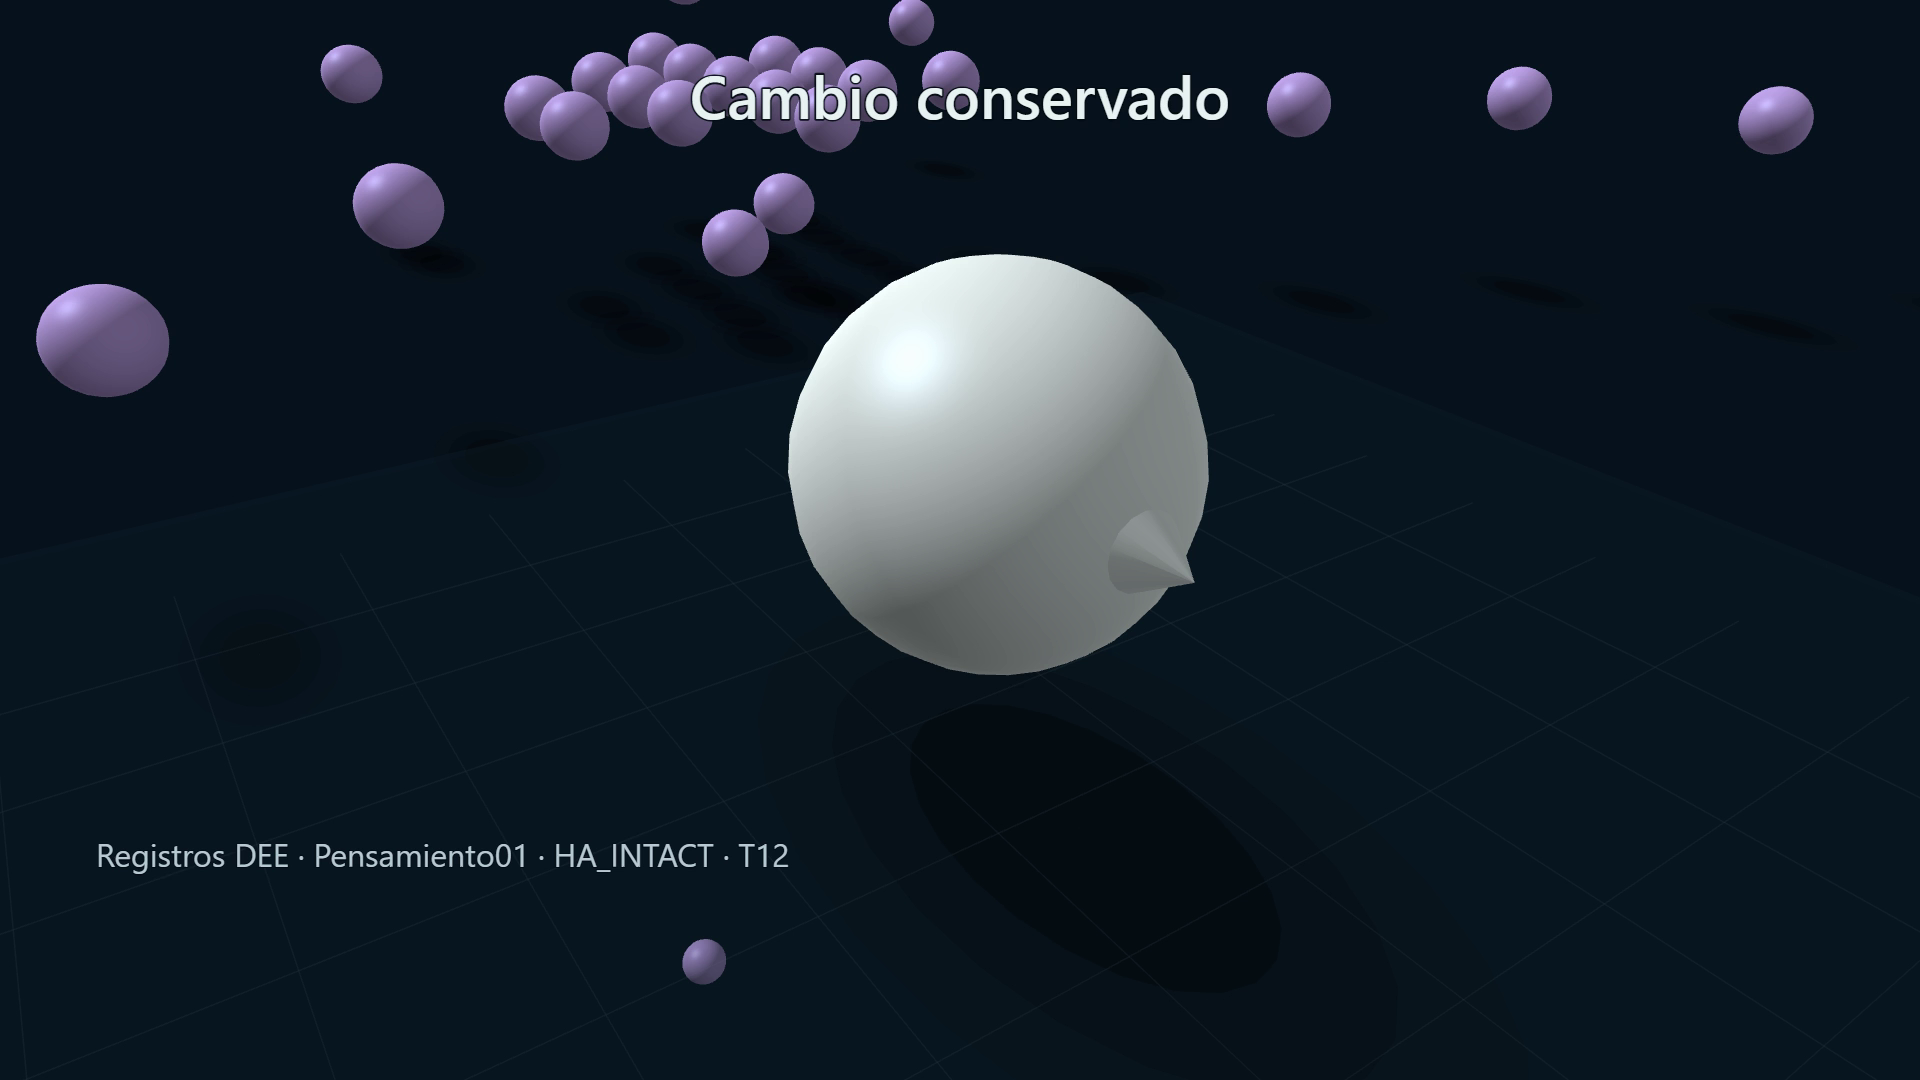 Cambio conservado
Registros DEE · Pensamiento01 · HA_INTACT · T12